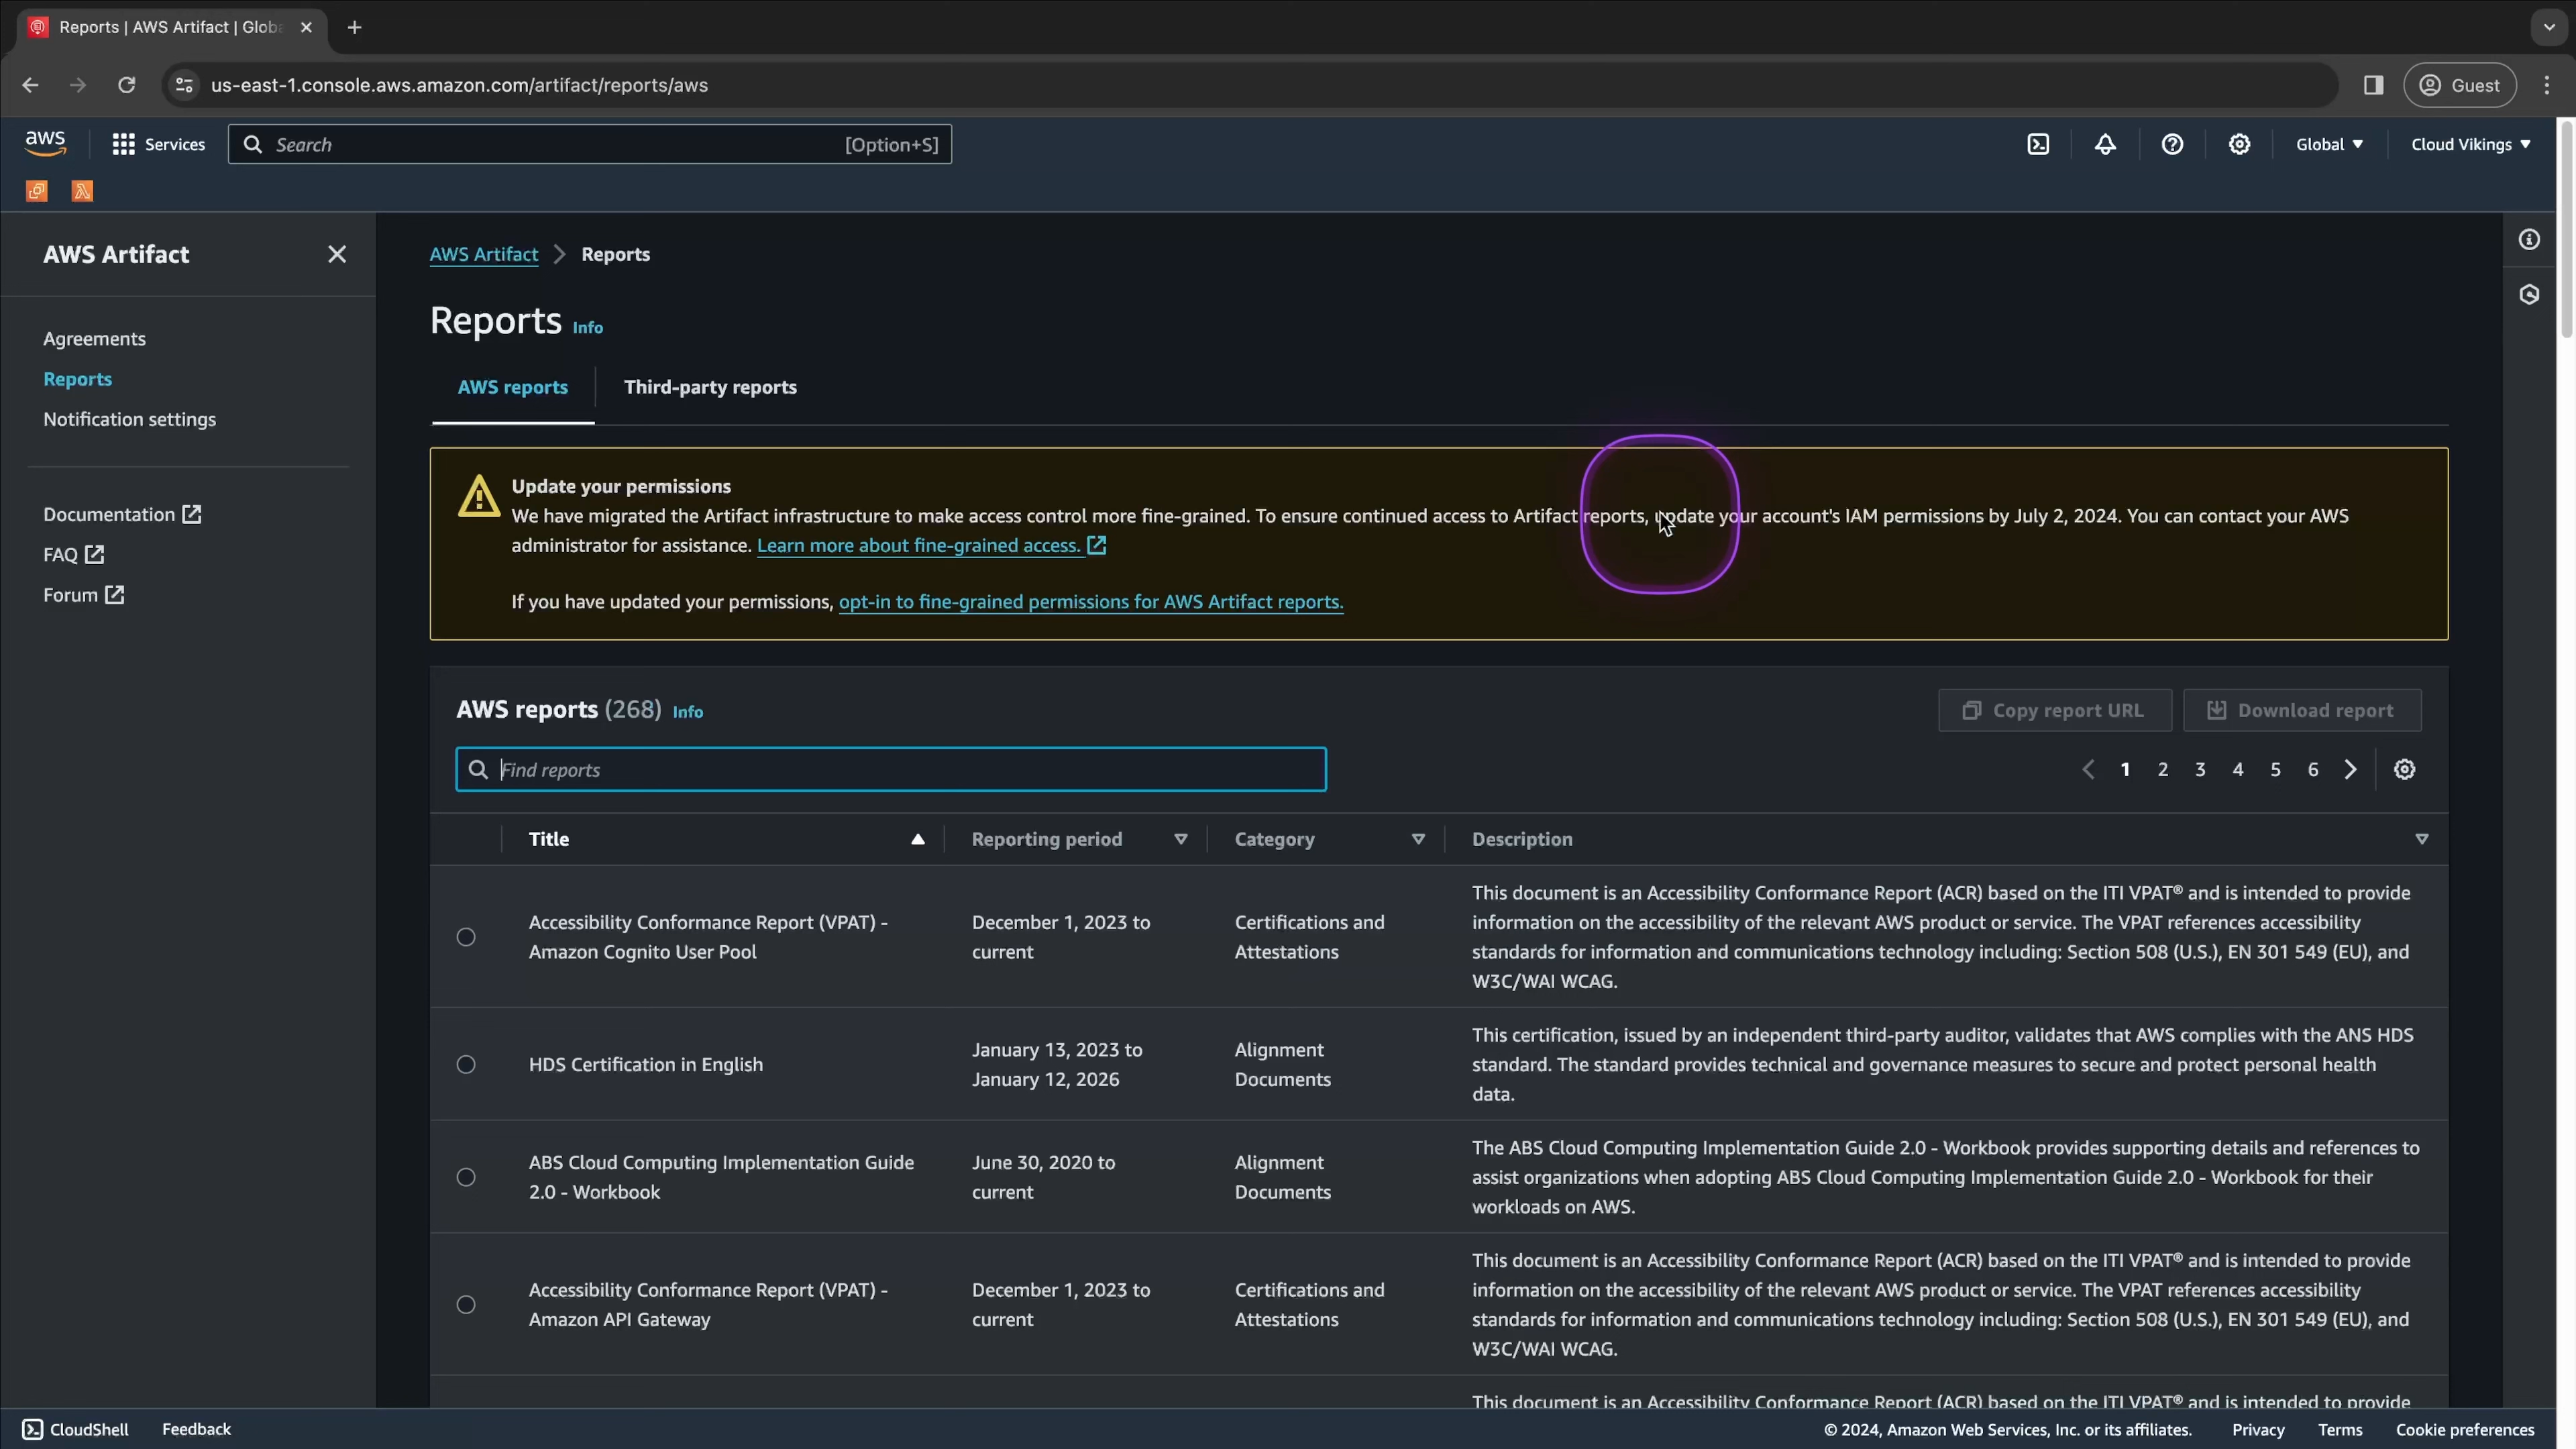 Reports | AWS Artifact | Glob
us-east-1.console.aws.amazon.com/artifact/reports/aws
Guest
aws
Services
Search
[Option+S]
Global
Cloud Vikings
AWS Artifact
Agreements
Reports
Notification settings
Documentation
FAQ
Forum
AWS Artifact
Reports
Reports Info
AWS reports
Third-party reports
Update your permissions
We have migrated the Artifact infrastructure to make access control more fine-grained. To ensure continued access to Artifact reports, update your account's IAM permissions by July 2, 2024. You can contact your AWS
administrator for assistance. Learn more about fine-grained access.
If you have updated your permissions, opt-in to fine-grained permissions for AWS Artifact reports.
AWS reports (268) Info
Copy report URL
Download report
Find reports
1 2 3 4 5 6
Title
Reporting period
Category
Description
Accessibility Conformance Report (VPAT) -
Amazon Cognito User Pool
December 1, 2023 to
current
Certifications and
Attestations
This document is an Accessibility Conformance Report (ACR) based on the ITI VPAT® and is intended to provide
information on the accessibility of the relevant AWS product or service. The VPAT references accessibility
standards for information and communications technology including: Section 508 (U.S.), EN 301 549 (EU), and
W3C/WAI WCAG.
HDS Certification in English
January 13, 2023 to
January 12, 2026
Alignment
Documents
This certification, issued by an independent third-party auditor, validates that AWS complies with the ANS HDS
standard. The standard provides technical and governance measures to secure and protect personal health
data.
ABS Cloud Computing Implementation Guide
2.0 - Workbook
June 30, 2020 to
current
Alignment
Documents
The ABS Cloud Computing Implementation Guide 2.0 - Workbook provides supporting details and references to
assist organizations when adopting ABS Cloud Computing Implementation Guide 2.0 - Workbook for their
workloads on AWS.
Accessibility Conformance Report (VPAT) -
Amazon API Gateway
December 1, 2023 to
current
Certifications and
Attestations
This document is an Accessibility Conformance Report (ACR) based on the ITI VPAT® and is intended to provide
information on the accessibility of the relevant AWS product or service. The VPAT references accessibility
standards for information and communications technology including: Section 508 (U.S.), EN 301 549 (EU), and
W3C/WAI WCAG.
This document is an Accessibility Conformance Report (ACR) based on the ITI VPAT® and is intended to provide
CloudShell
Feedback
© 2024, Amazon Web Services, Inc. or its affiliates.
Privacy
Terms
Cookie preferences